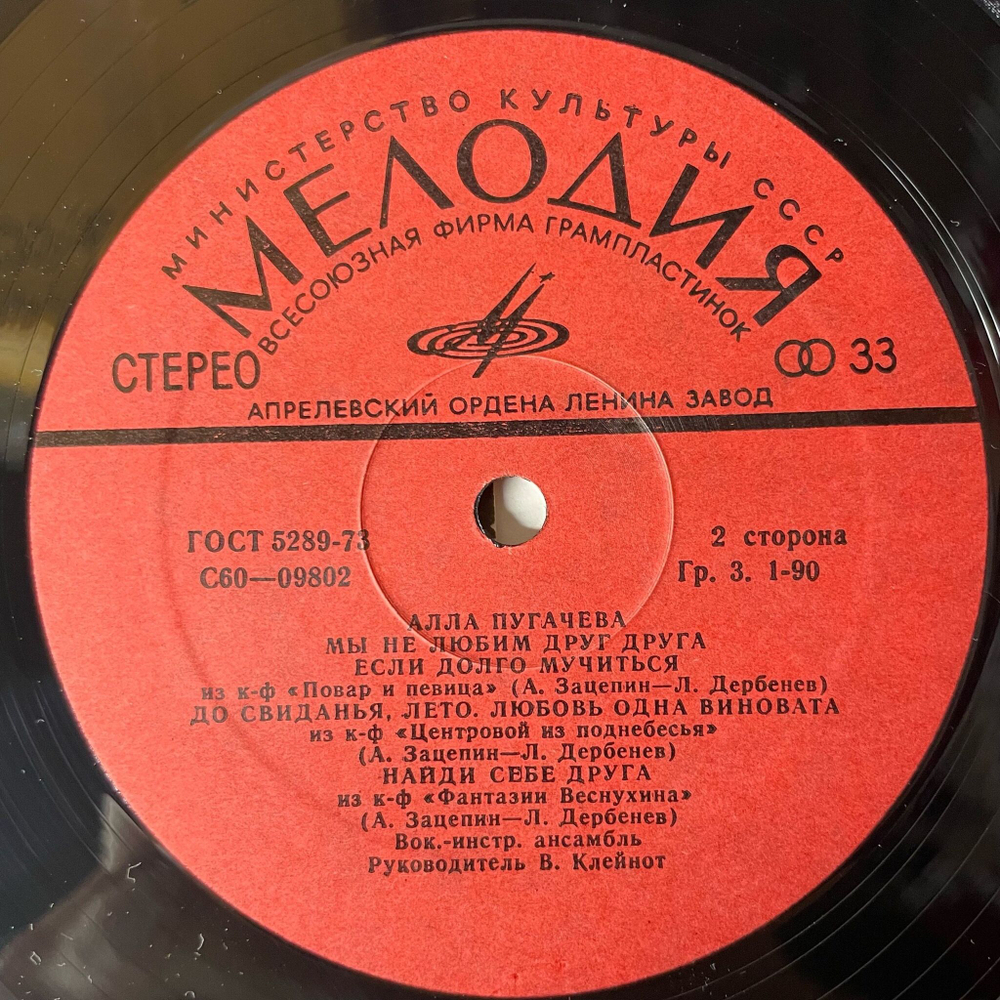 МИНИСТЕРСТВО КУЛЬТУРЫ СССР
МЕЛОДИЯ
ВСЕСОЮЗНАЯ ФИРМА ГРАМПЛАСТИНОК
СТЕРЕО
33
АПРЕЛЕВСКИЙ ОРДЕНА ЛЕНИНА ЗАВОД
ГОСТ 5289-73
2 сторона
С60—09802
Гр. 3. 1-90
АЛЛА ПУГАЧЕВА
МЫ НЕ ЛЮБИМ ДРУГ ДРУГА
ЕСЛИ ДОЛГО МУЧИТЬСЯ
из к-ф «Повар и певица» (А. Зацепин—Л. Дербенев)
ДО СВИДАНЬЯ, ЛЕТО. ЛЮБОВЬ ОДНА ВИНОВАТА
из к-ф «Центровой из поднебесья»
(А. Зацепин—Л. Дербенев)
НАЙДИ СЕБЕ ДРУГА
из к-ф «Фантазии Веснухина»
(А. Зацепин—Л. Дербенев)
Вок.-инстр. ансамбль
Руководитель В. Клейнот